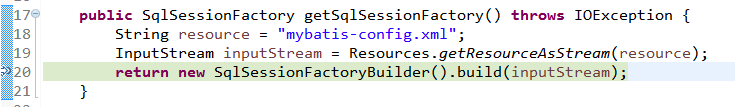 17 public SqlSessionFactory getSqlSessionFactory() throws IOException {
18 String resource = "mybatis-config.xml";
19 InputStream inputStream = Resources.getResourceAsStream(resource);
20 return new SqlSessionFactoryBuilder().build(inputStream);
21 }